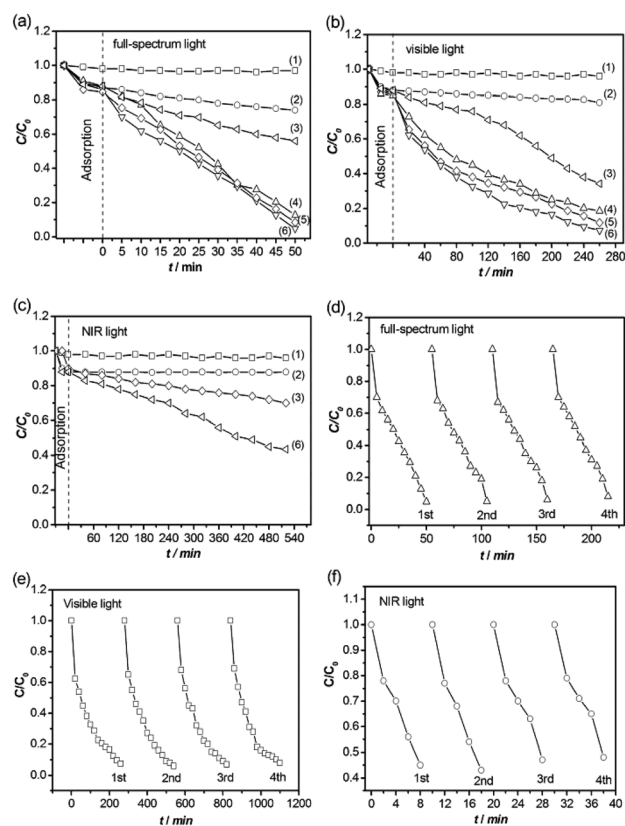 (a)
full-spectrum light
C/C0
1.2
1.0
0.8
0.6
0.4
0.2
0.0
Adsorption
(1)
(2)
(3)
(4)
(5)
(6)
0 5 10 15 20 25 30 35 40 45 50
t / min
(b)
visible light
C/C0
1.2
1.0
0.8
0.6
0.4
0.2
0.0
Adsorption
(1)
(2)
(3)
(4)
(5)
(6)
40 80 120 160 200 240 280
t / min
(c)
NIR light
C/C0
1.2
1.0
0.8
0.6
0.4
0.2
0.0
Adsorption
(1)
(2)
(3)
(6)
60 120 180 240 300 360 420 480 540
t / min
(d)
full-spectrum light
C/C0
1.2
1.0
0.8
0.6
0.4
0.2
0.0
1st 2nd 3rd 4th
0 50 100 150 200
t / min
(e)
Visible light
C/C0
1.2
1.0
0.8
0.6
0.4
0.2
0.0
1st 2nd 3rd 4th
0 200 400 600 800 1000 1200
t / min
(f)
NIR light
C/C0
1.1
1.0
0.9
0.8
0.7
0.6
0.5
0.4
1st 2nd 3rd 4th
0 4 8 12 16 20 24 28 32 36 40
t / min